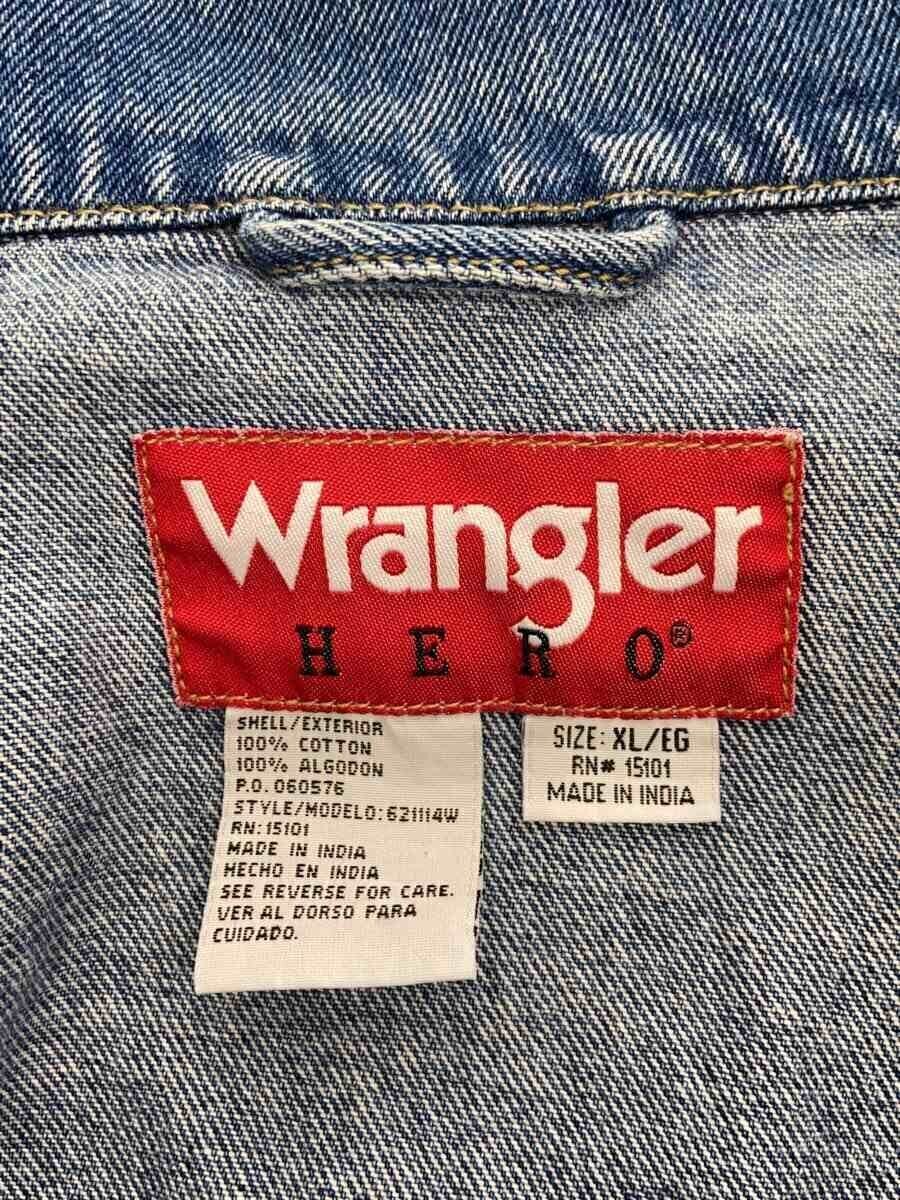 Wrangler
HERO®
SHELL/EXTERIOR
100% COTTON
100% ALGODON
P.O. 060576
STYLE/MODELO: 621114W
RN: 15101
MADE IN INDIA
HECHO EN INDIA
SEE REVERSE FOR CARE.
VER AL DORSO PARA
CUIDADO.
SIZE: XL/EG
RN# 15101
MADE IN INDIA